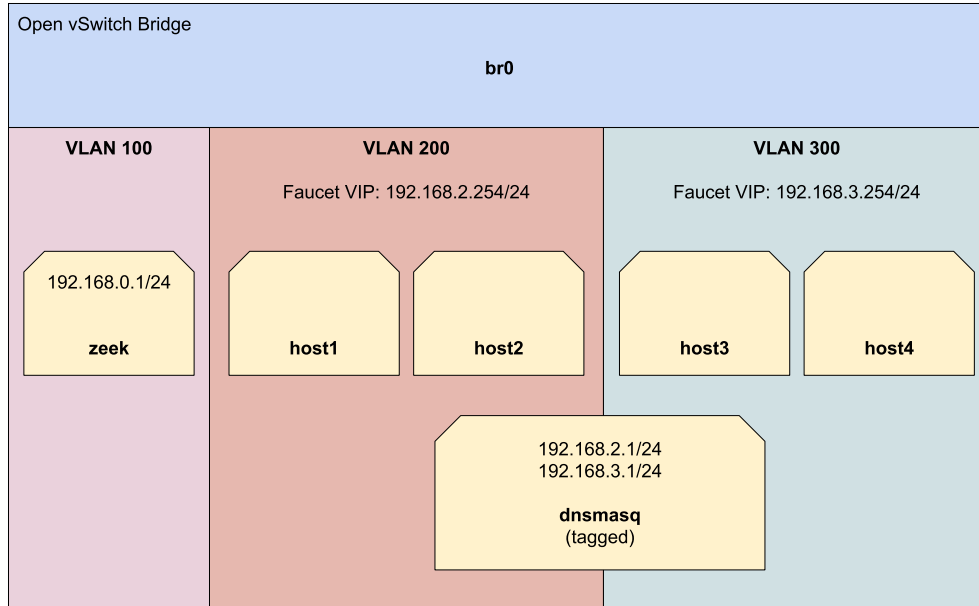 Open vSwitch Bridge
br0
VLAN 100
VLAN 200
VLAN 300
Faucet VIP: 192.168.2.254/24
Faucet VIP: 192.168.3.254/24
192.168.0.1/24
zeek
host1
host2
host3
host4
192.168.2.1/24
192.168.3.1/24
dnsmasq
(tagged)